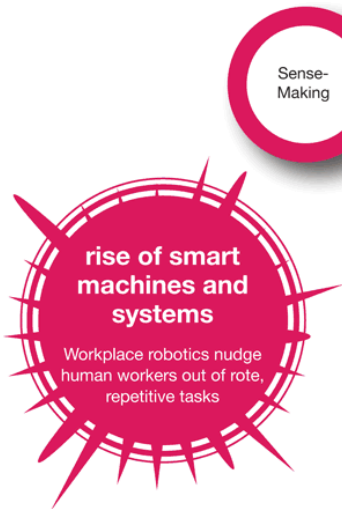 Sense-
Making
rise of smart
machines and
systems
Workplace robotics nudge
human workers out of rote,
repetitive tasks